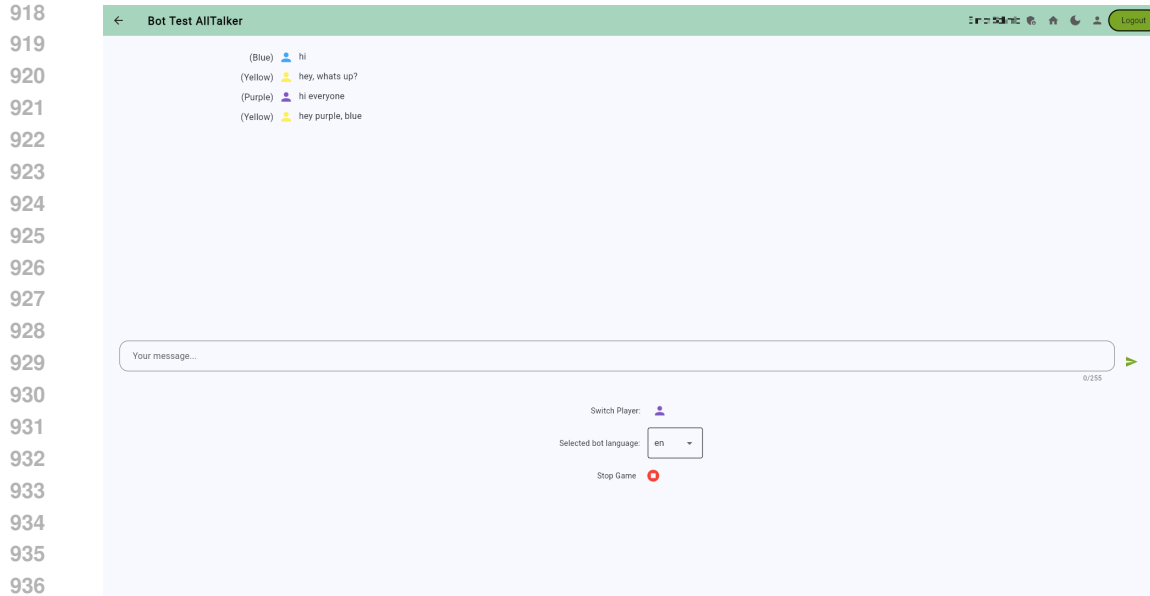 918
Bot Test AllTalker
Logout
919
(Blue) hi
920
(Yellow) hey, whats up?
921
(Purple) hi everyone
(Yellow) hey purple, blue
922
923
924
925
926
927
928
929
Your message...
0/255
930
Switch Player:
931
Selected bot language: en
932
933
Stop Game
934
935
936